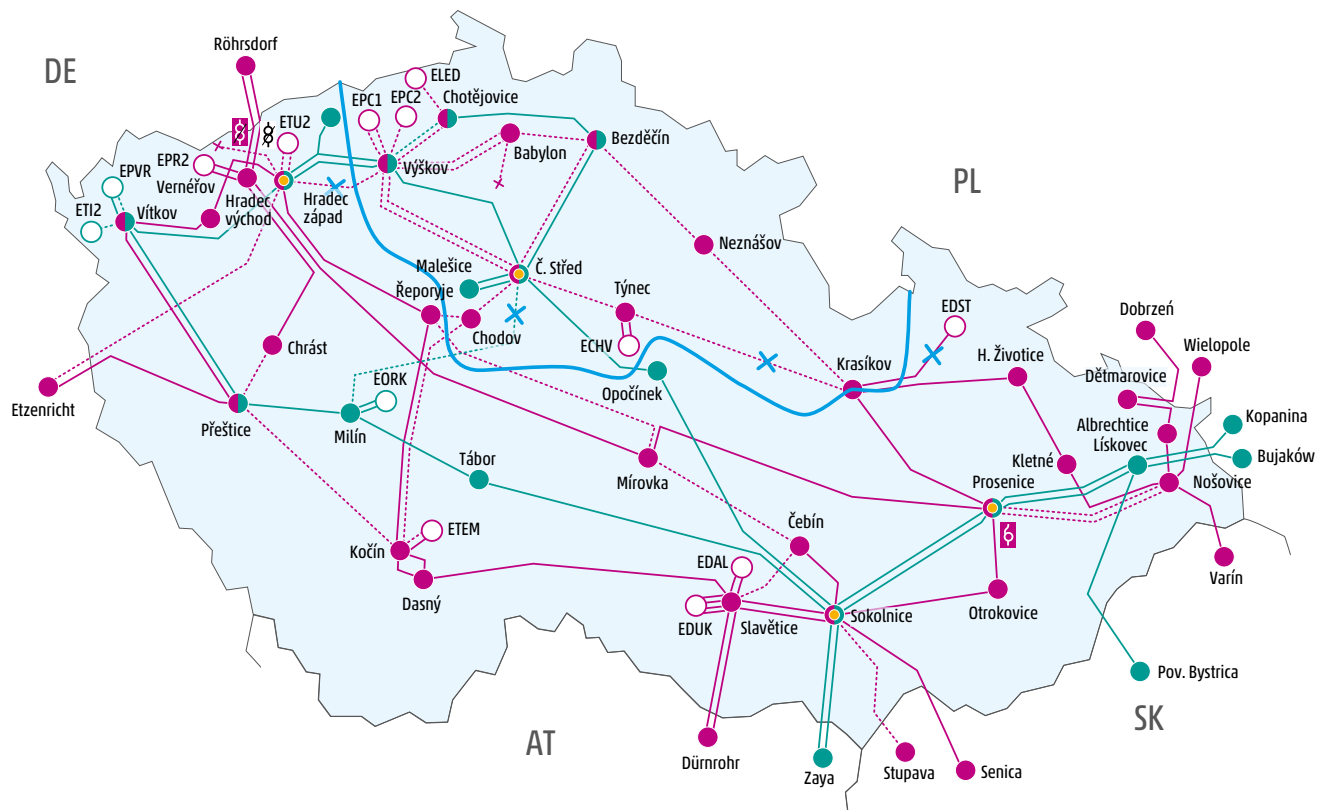 Röhrsdorf
DE
ELED
EPC1
EPC2
Chotějovice
ETU2
EPR2
Vernéřov
EPVR
Babylon
Bezděčín
Výškov
Hradec
východ
Hradec
západ
ETI2
Vítkov
PL
Neznášov
Malešice
Č. Střed
Řeporyje
Týnec
Chodov
ECHV
EDST
Dobrzeń
Wielopole
Chrást
Krasíkov
H. Životice
Dětmarovice
Etzenricht
EORK
Opočínek
Albrechtice
Kopanina
Přeštice
Milín
Lískovec
Bujaków
Tábor
Mírovka
Kletné
Prosenice
Nošovice
ETEM
Čebín
Kočín
Varín
EDAL
Dasný
Otrokovice
EDUK
Slavětice
Sokolnice
Pov. Bystrica
SK
AT
Dürnrohr
Zaya
Stupava
Senica